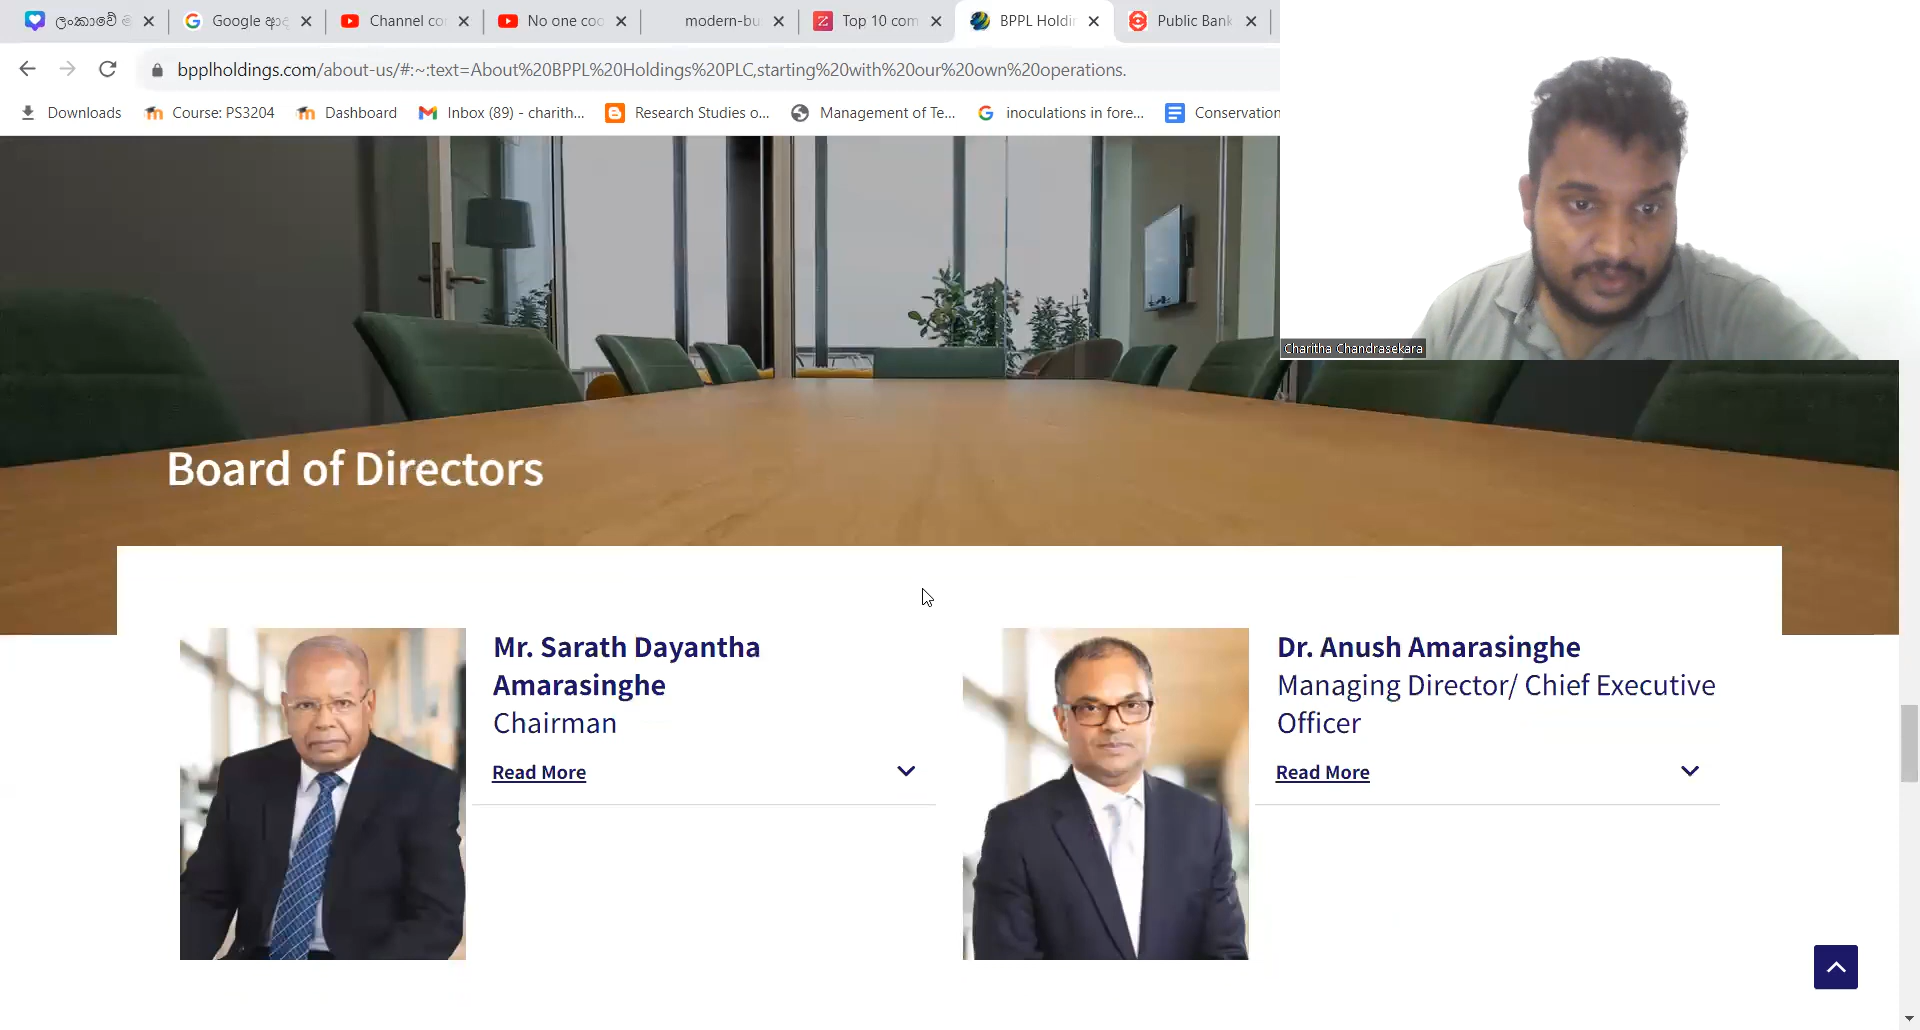 ලංකාවේ ම
Google ආද
Channel co
No one coo
modern-bu
Top 10 com
BPPL Holdin
Public Bank
bpplholdings.com/about-us/#:~:text=About%20BPPL%20Holdings%20PLC,starting%20with%20our%20own%20operations.
Downloads
Course: PS3204
Dashboard
Inbox (89) - charith...
Research Studies o...
Management of Te...
inoculations in fore...
Conservation
Charitha Chandrasekara
Board of Directors
Mr. Sarath Dayantha
Amarasinghe
Chairman
Read More
Dr. Anush Amarasinghe
Managing Director/ Chief Executive
Officer
Read More